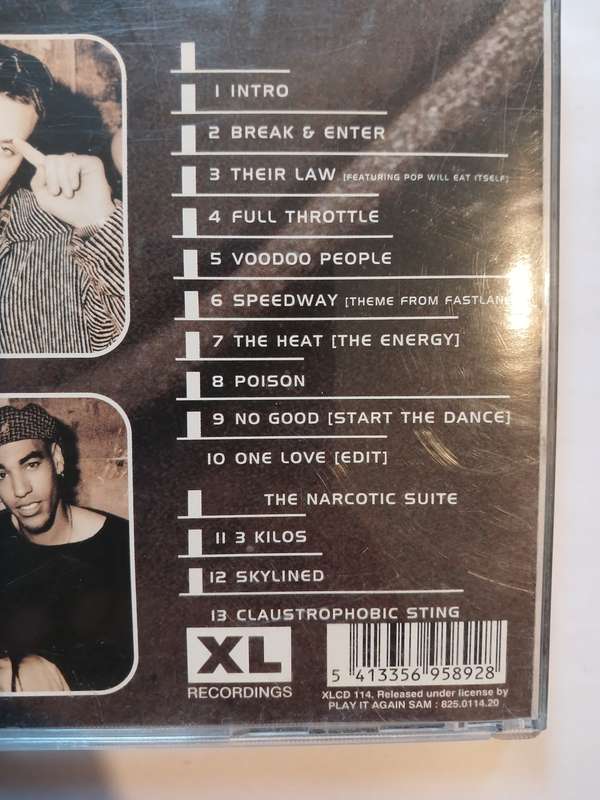 1 INTRO
2 BREAK & ENTER
3 THEIR LAW [FEATURING POP WILL EAT ITSELF]
4 FULL THROTTLE
5 VOODOO PEOPLE
6 SPEEDWAY [THEME FROM FASTLANE
7 THE HEAT [THE ENERGY]
8 POISON
9 NO GOOD [START THE DANCE]
10 ONE LOVE [EDIT]
THE NARCOTIC SUITE
11 3 KILOS
12 SKYLINED
13 CLAUSTROPHOBIC STING
XL
RECORDINGS
5 413356 958928
XLCD 114. Released under license by
PLAY IT AGAIN SAM : 825.0114.20